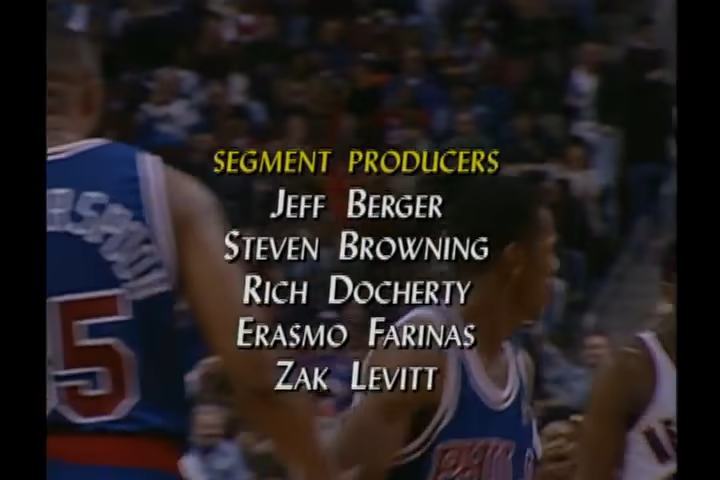 SEGMENT PRODUCERS
JEFF BERGER
STEVEN BROWNING
RICH DOCHERTY
ERASMO FARINAS
ZAK LEVITT